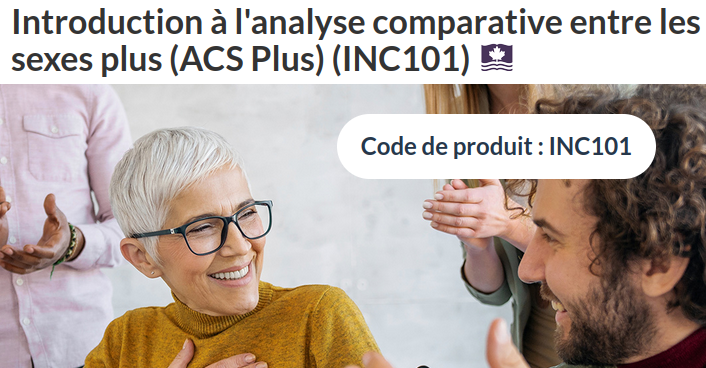 Introduction à l'analyse comparative entre les
sexes plus (ACS Plus) (INC101)
Code de produit : INC101